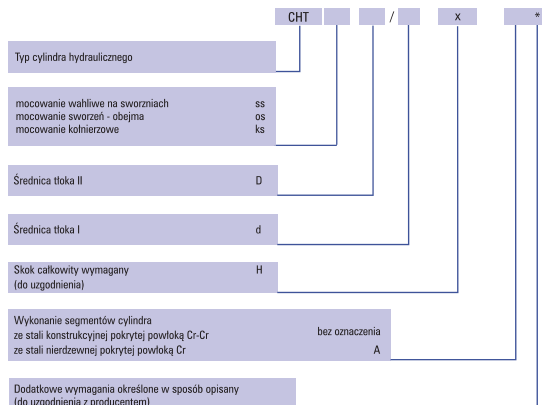 CHT / x *
Typ cylindra hydraulicznego
mocowanie wahliwe na sworzniach ss
mocowanie sworzeń - obejma os
mocowanie kołnierzowe ks
Średnica tłoka II D
Średnica tłoka I d
Skok całkowity wymagany H
(do uzgodnienia)
Wykonanie segmentów cylindra
ze stali konstrukcyjnej pokrytej powłoką Cr-Cr bez oznaczenia
ze stali nierdzewnej pokrytej powłoką Cr A
Dodatkowe wymagania określone w sposób opisany
(do uzgodnienia z producentem)